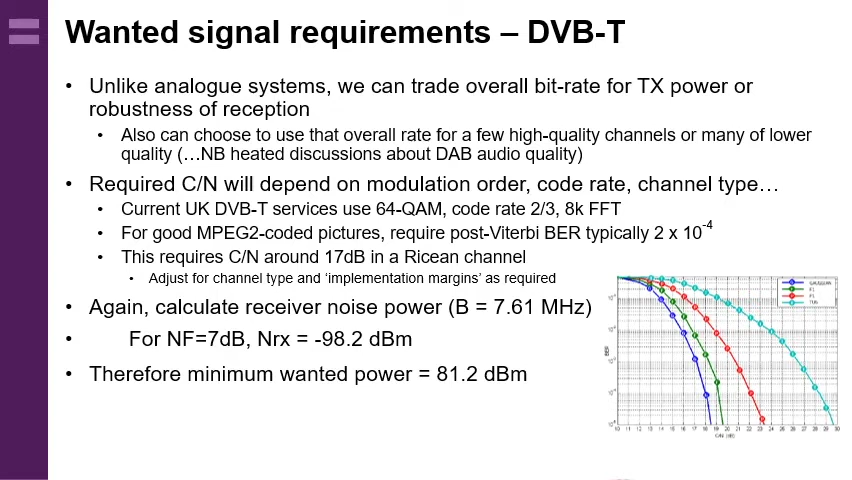 Wanted signal requirements – DVB-T
• Unlike analogue systems, we can trade overall bit-rate for TX power or
robustness of reception
• Also can choose to use that overall rate for a few high-quality channels or many of lower
quality (…NB heated discussions about DAB audio quality)
• Required C/N will depend on modulation order, code rate, channel type…
• Current UK DVB-T services use 64-QAM, code rate 2/3, 8k FFT
• For good MPEG2-coded pictures, require post-Viterbi BER typically 2 x 10⁻⁴
• This requires C/N around 17dB in a Ricean channel
• Adjust for channel type and ‘implementation margins’ as required
• Again, calculate receiver noise power (B = 7.61 MHz)
• For NF=7dB, Nrx = -98.2 dBm
• Therefore minimum wanted power = 81.2 dBm
F1
P1
BER
10 11 12 13 14 15 16 17 18 19 20 21 22 23 24 25 26 27 28 29 30